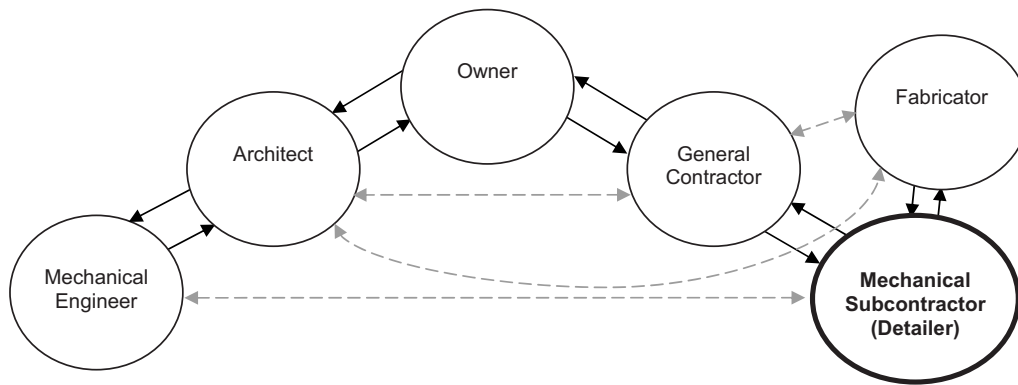 Owner
Fabricator
Architect
General
Contractor
Mechanical
Engineer
Mechanical
Subcontractor
(Detailer)